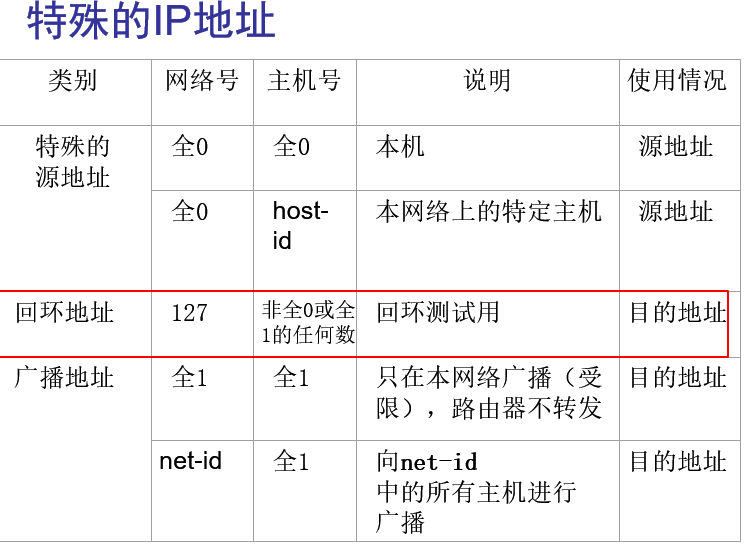 特殊的IP地址
类别 网络号 主机号 说明 使用情况
特殊的
源地址
全0 全0 本机 源地址
全0 host-
id
本网络上的特定主机 源地址
回环地址 127 非全0或全
1的任何数
回环测试用 目的地址
广播地址 全1 全1 只在本网络广播（受
限），路由器不转发
目的地址
net-id 全1 向net-id
中的所有主机进行
广播
目的地址